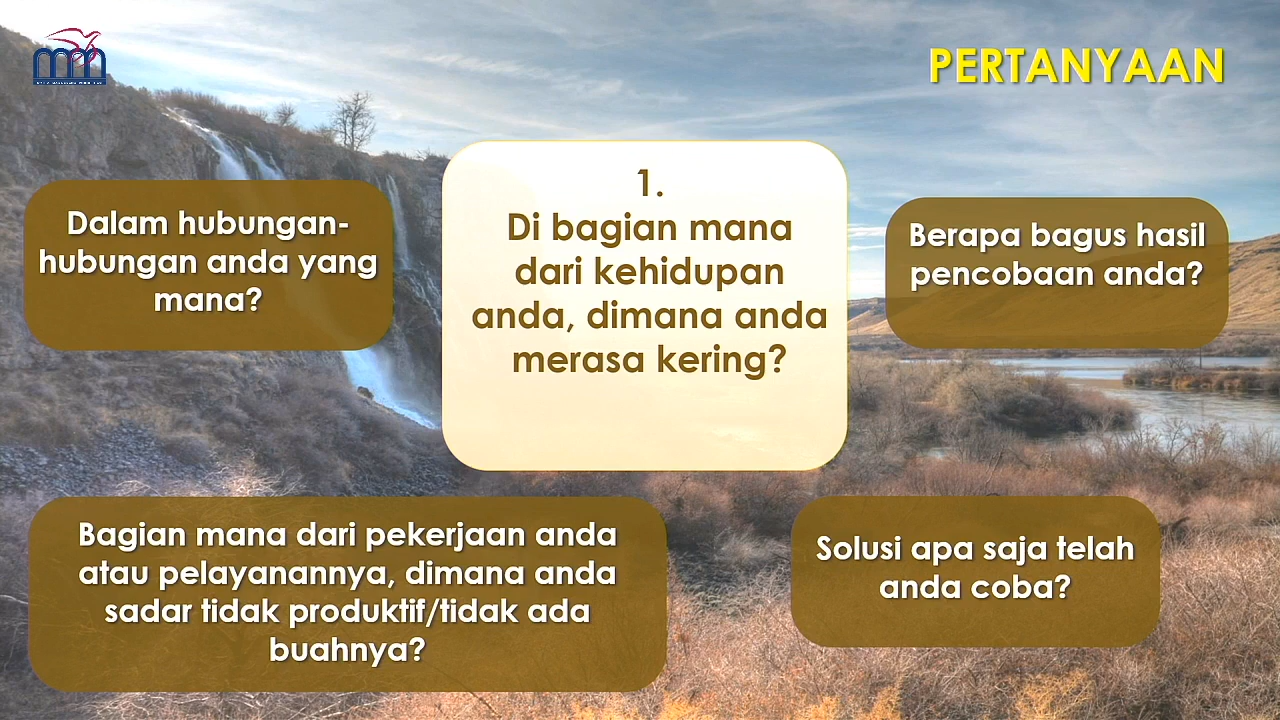 PERTANYAAN
1.
Di bagian mana
dari kehidupan
anda, dimana anda
merasa kering?
Dalam hubungan-
hubungan anda yang
mana?
Berapa bagus hasil
pencobaan anda?
Bagian mana dari pekerjaan anda
atau pelayanannya, dimana anda
sadar tidak produktif/tidak ada
buahnya?
Solusi apa saja telah
anda coba?